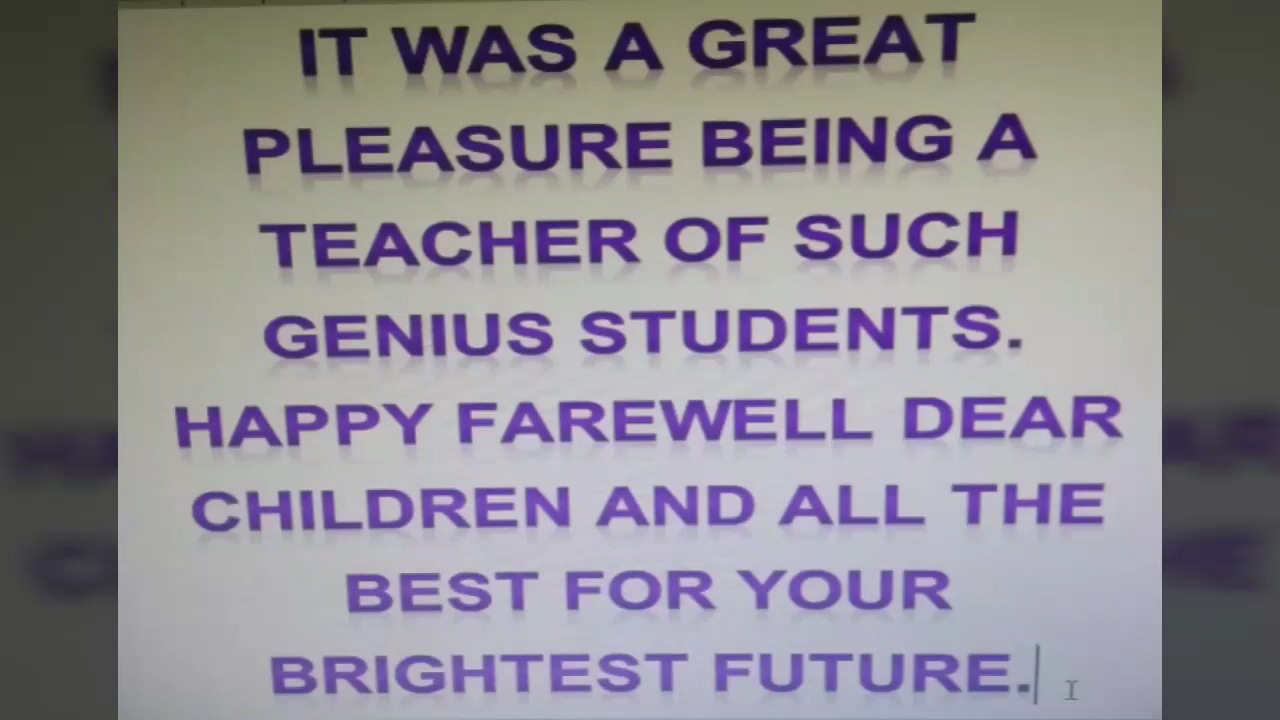 IT WAS A GREAT
PLEASURE BEING A
TEACHER OF SUCH
GENIUS STUDENTS.
HAPPY FAREWELL DEAR
CHILDREN AND ALL THE
BEST FOR YOUR
BRIGHTEST FUTURE.